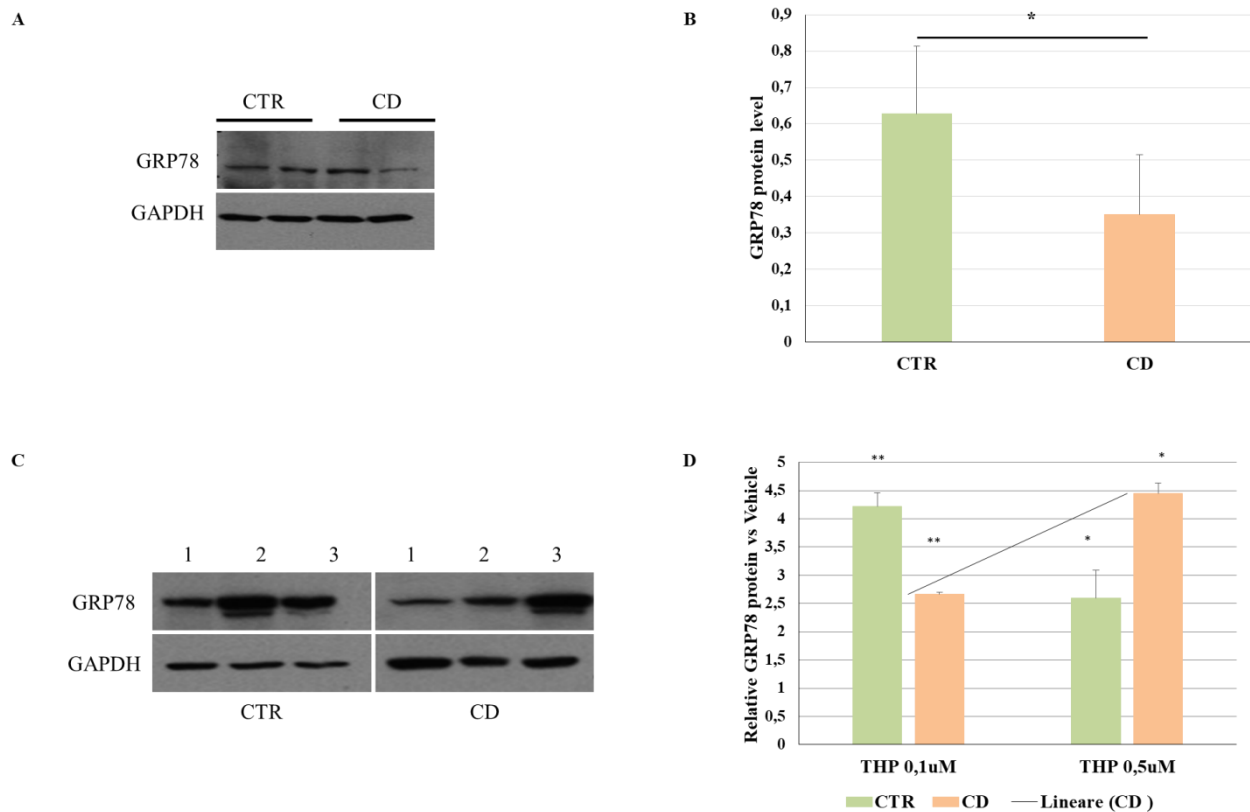 A
CTR CD
GRP78
GAPDH
B
GRP78 protein level
0,9
0,8
0,7
0,6
0,5
0,4
0,3
0,2
0,1
0
*
CTR CD
C
1 2 3 1 2 3
GRP78
GAPDH
CTR CD
D
Relative GRP78 protein vs Vehicle
5
4,5
4
3,5
3
2,5
2
1,5
1
0,5
0
**
**
*
*
THP 0,1uM THP 0,5uM
CTR CD Lineare (CD )